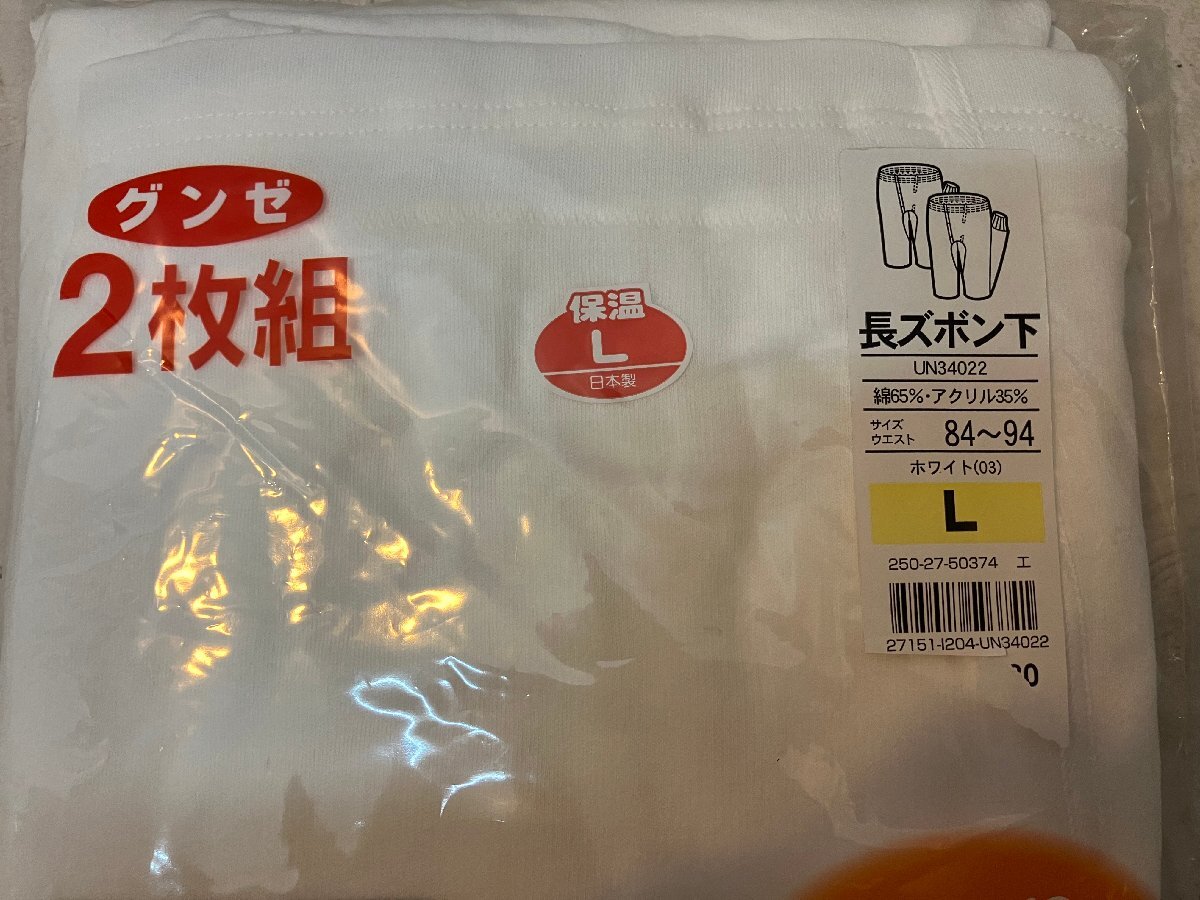 グンゼ
2枚組
保温
L
日本製
長ズボン下
UN34022
綿65%・アクリル35%
サイズ
ウエスト 84～94
ホワイト(03)
L
250-27-50374 工
27151-I204-UN34022